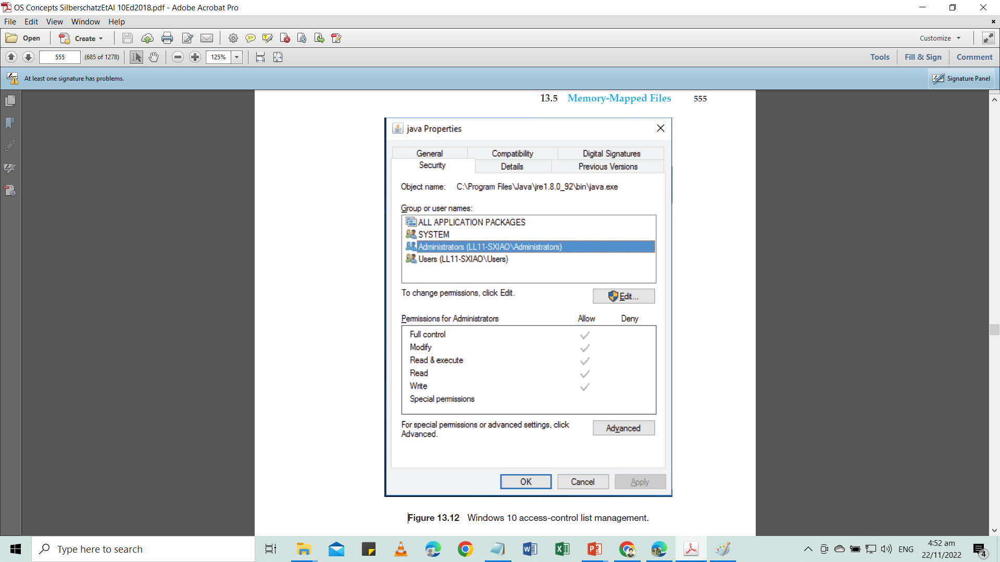 OS Concepts SilberschatzEtAl 10Ed2018.pdf - Adobe Acrobat Pro
File Edit View Window Help
Open Create Customize
555 (685 of 1278) 125% Tools Fill & Sign Comment
At least one signature has problems. Signature Panel
13.5 Memory-Mapped Files 555
java Properties
General Compatibility Digital Signatures
Security Details Previous Versions
Object name: C:\Program Files\Java\jre1.8.0_92\bin\java.exe
Group or user names:
ALL APPLICATION PACKAGES
SYSTEM
Administrators (LL11-SXIAO\Administrators)
Users (LL11-SXIAO\Users)
To change permissions, click Edit.
Edit...
Permissions for Administrators Allow Deny
Full control
Modify
Read & execute
Read
Write
Special permissions
For special permissions or advanced settings, click
Advanced.
Advanced
OK Cancel Apply
Figure 13.12 Windows 10 access-control list management.
Type here to search
ENG
4:52 am
22/11/2022
4